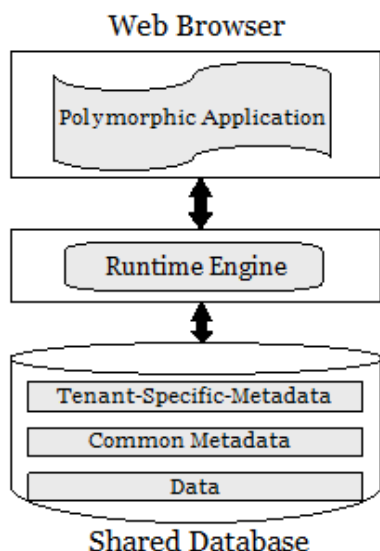 Web Browser
Polymorphic Application
Runtime Engine
Tenant-Specific-Metadata
Common Metadata
Data
Shared Database